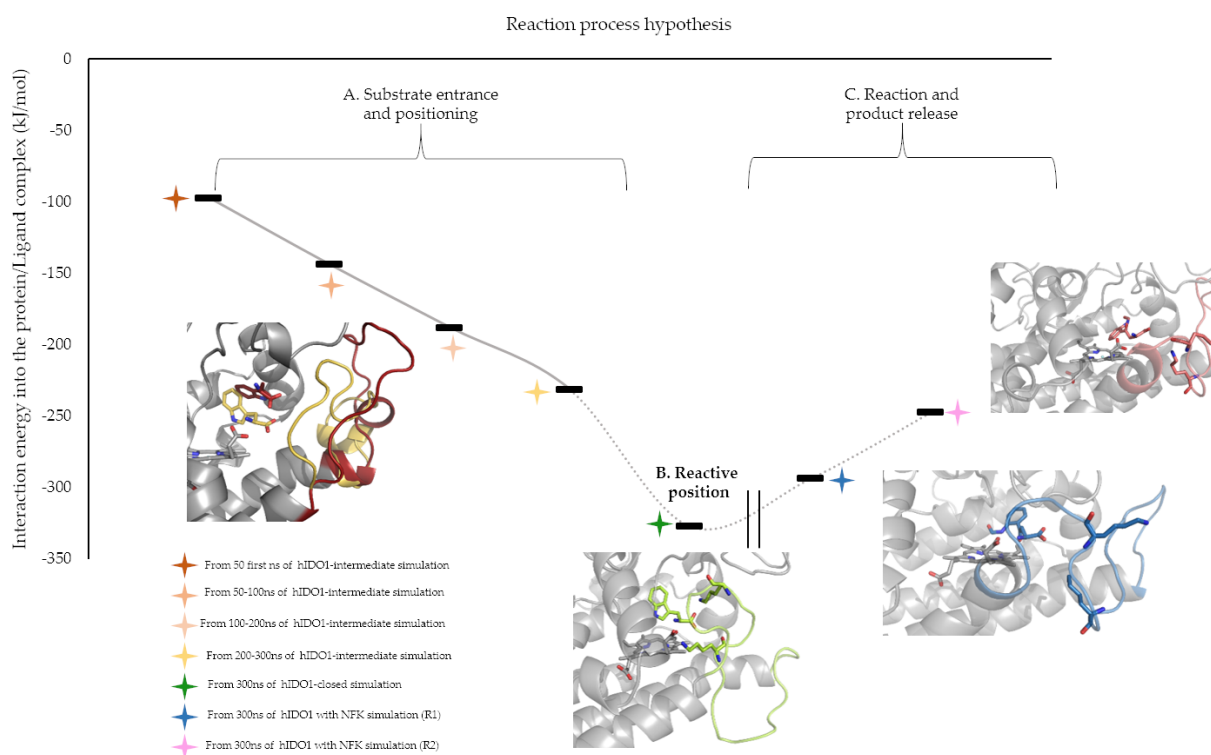 Reaction process hypothesis
Interaction energy into the protein/Ligand complex (kJ/mol)
0
-50
-100
-150
-200
-250
-300
-350
A. Substrate entrance
and positioning
C. Reaction and
product release
B. Reactive
position
From 50 first ns of hIDO1-intermediate simulation
From 50-100ns of hIDO1-intermediate simulation
From 100-200ns of hIDO1-intermediate simulation
From 200-300ns of hIDO1-intermediate simulation
From 300ns of hIDO1-closed simulation
From 300ns of hIDO1 with NFK simulation (R1)
From 300ns of hIDO1 with NFK simulation (R2)